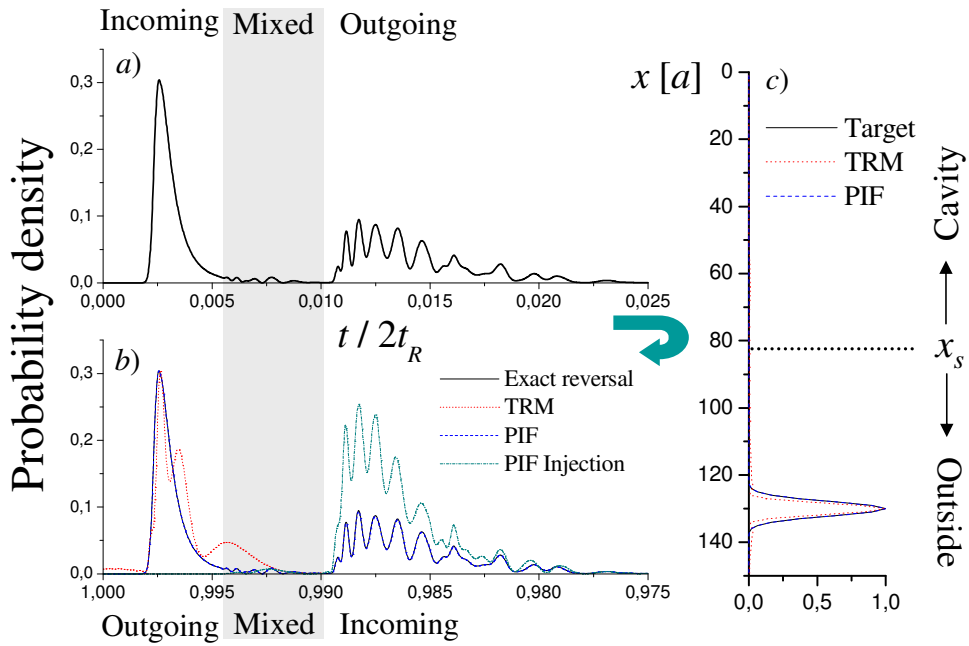 Incoming Mixed Outgoing
Probability density
a)
0,3
0,2
0,1
0,0
0,000 0,005 0,010 0,015 0,020 0,025
t / 2t_R
b)
Exact reversal
TRM
PIF
PIF Injection
0,3
0,2
0,1
0,0
1,000 0,995 0,990 0,985 0,980 0,975
Outgoing Mixed Incoming
x [a]
c)
Target
TRM
PIF
0
20
40
60
80
100
120
140
0,0 0,5 1,0
Cavity
x_s
Outside